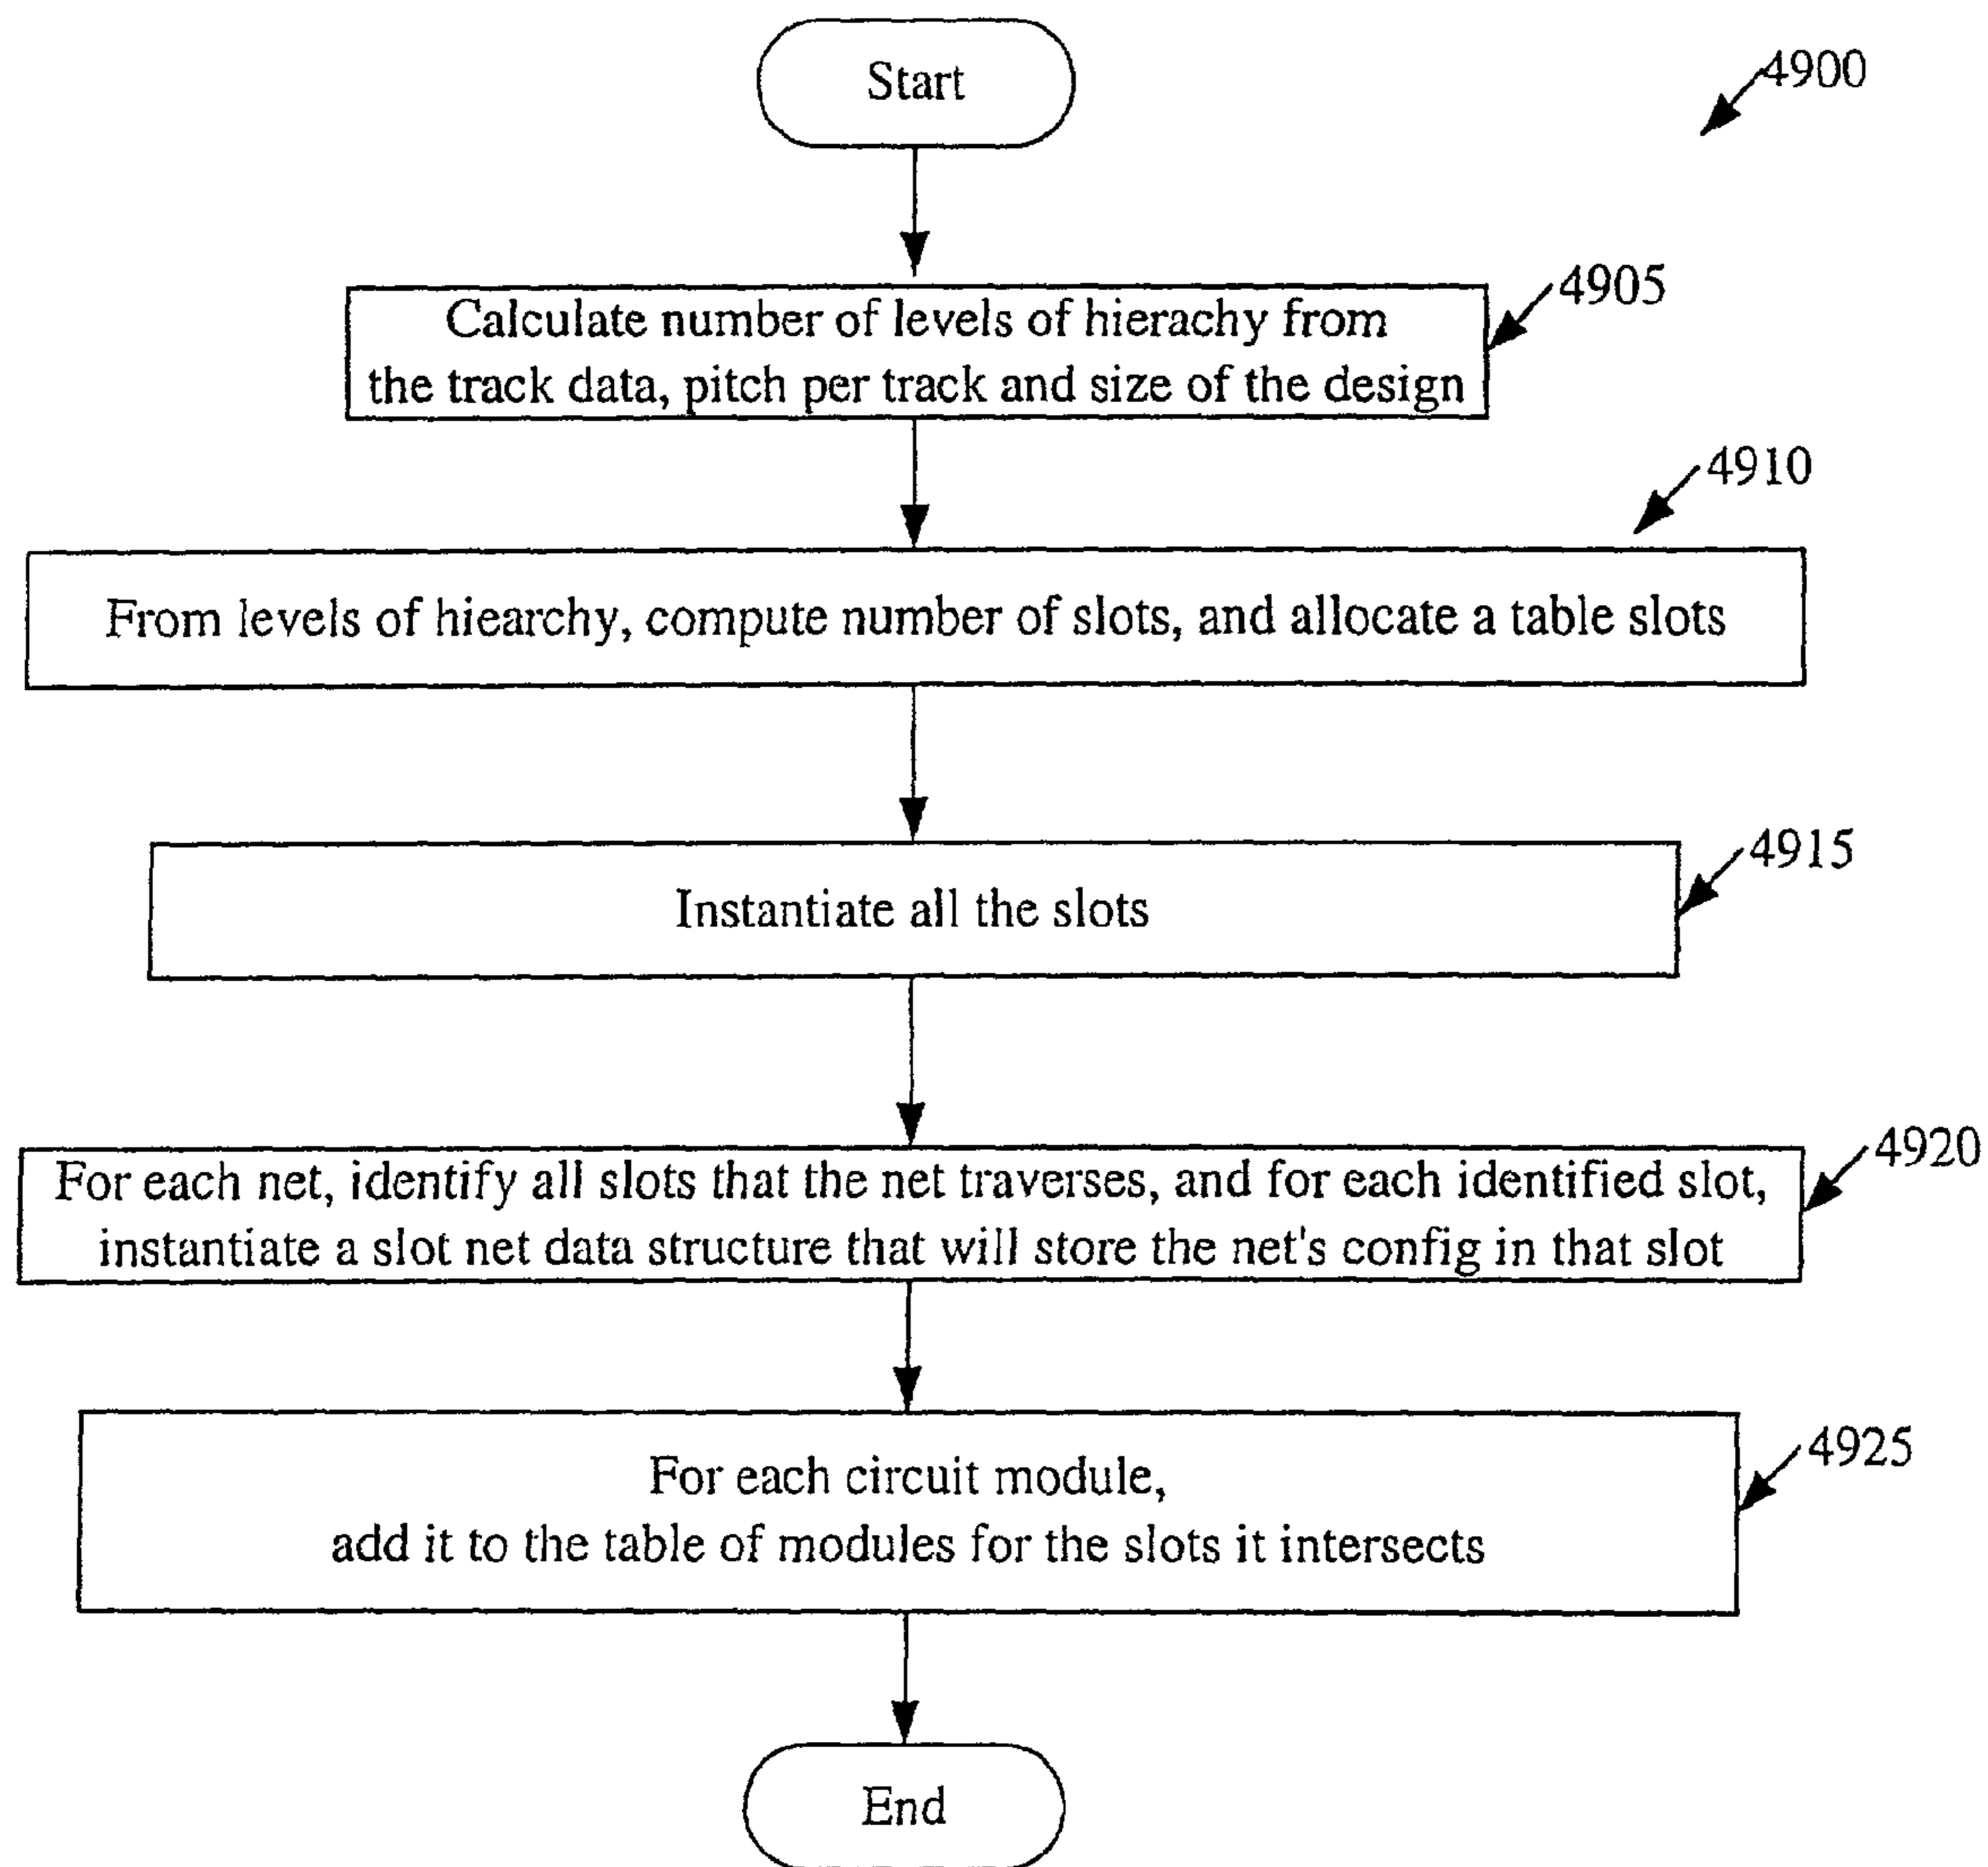 Start
4900
Calculate number of levels of hierachy from
the track data, pitch per track and size of the design
4905
4910
From levels of hiearchy, compute number of slots, and allocate a table slots
Instantiate all the slots
4915
For each net, identify all slots that the net traverses, and for each identified slot,
instantiate a slot net data structure that will store the net's config in that slot
4920
For each circuit module,
add it to the table of modules for the slots it intersects
4925
End